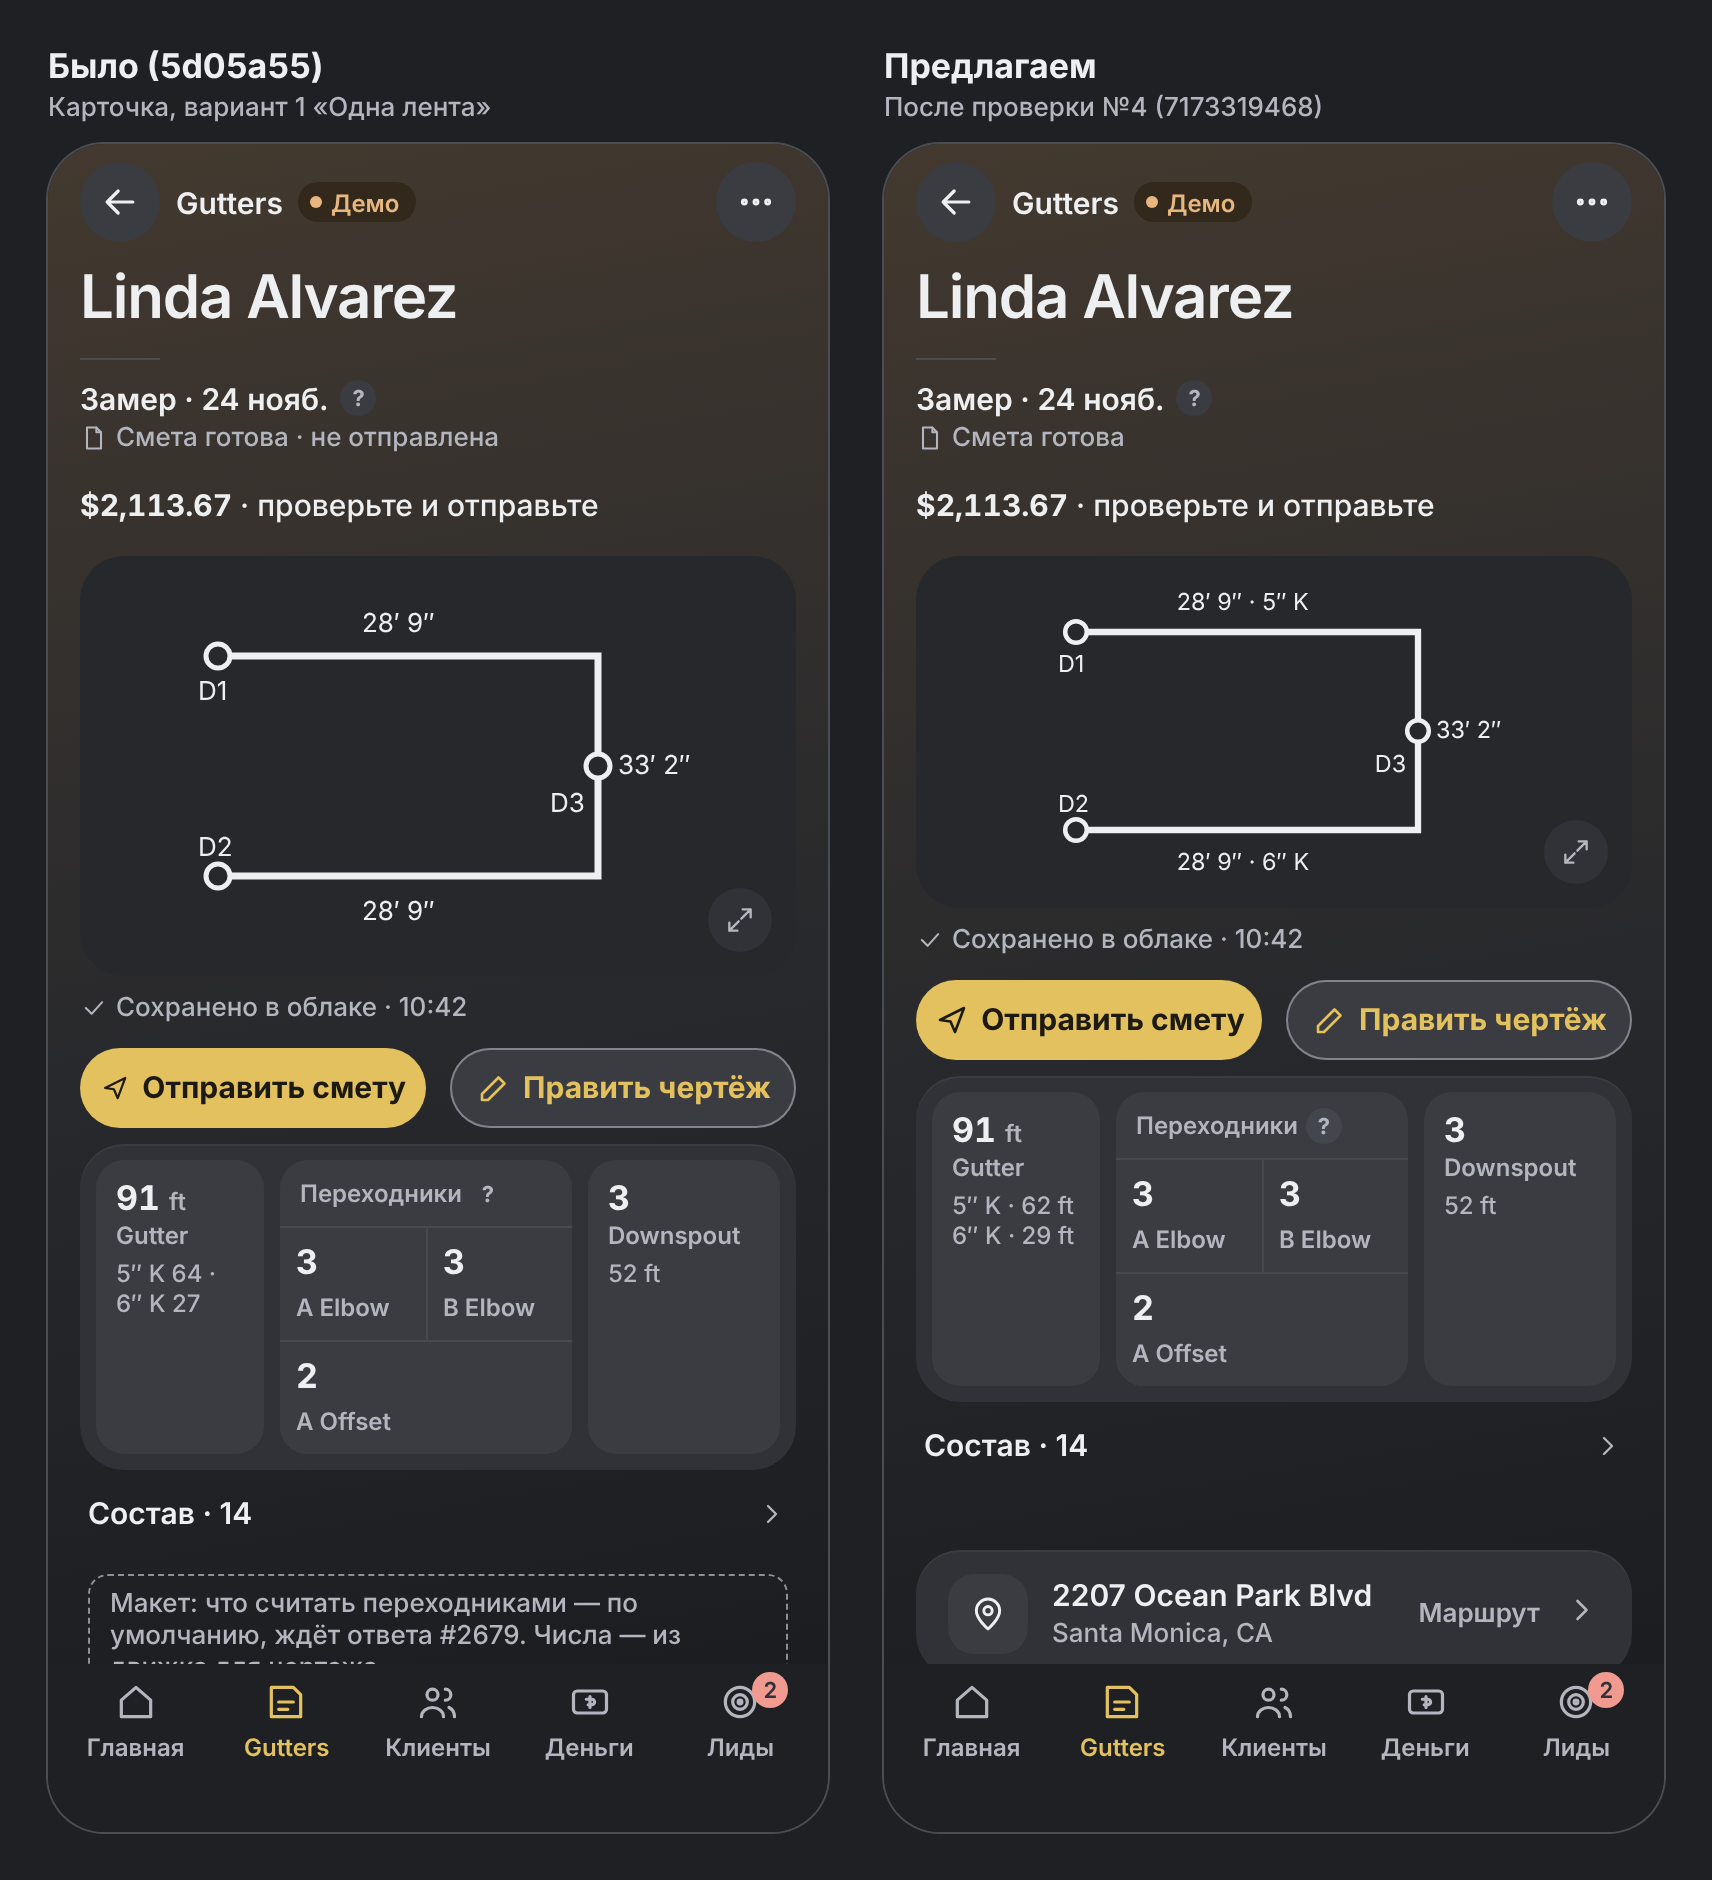 Было (5d05a55)
Карточка, вариант 1 «Одна лента»
Gutters
Демо
Linda Alvarez
Замер · 24 нояб. ?
Смета готова · не отправлена
$2,113.67 · проверьте и отправьте
28′ 9″
D1
33′ 2″
D3
D2
28′ 9″
Сохранено в облаке · 10:42
Отправить смету
Править чертёж
91 ft
Gutter
5″ K 64 ·
6″ K 27
Переходники ?
3
A Elbow
3
B Elbow
2
A Offset
3
Downspout
52 ft
Состав · 14
Макет: что считать переходниками — по
умолчанию, ждёт ответа #2679. Числа — из
Главная
Gutters
Клиенты
Деньги
Лиды
2
Предлагаем
После проверки №4 (7173319468)
Gutters
Демо
Linda Alvarez
Замер · 24 нояб. ?
Смета готова
$2,113.67 · проверьте и отправьте
28′ 9″ · 5″ K
D1
33′ 2″
D3
D2
28′ 9″ · 6″ K
Сохранено в облаке · 10:42
Отправить смету
Править чертёж
91 ft
Gutter
5″ K · 62 ft
6″ K · 29 ft
Переходники ?
3
A Elbow
3
B Elbow
2
A Offset
3
Downspout
52 ft
Состав · 14
2207 Ocean Park Blvd
Santa Monica, CA
Маршрут
Главная
Gutters
Клиенты
Деньги
Лиды
2